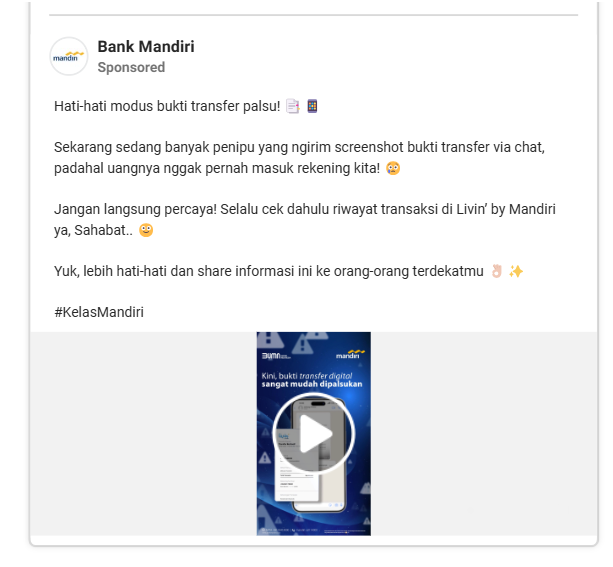 Bank Mandiri
mandiri
Sponsored
Hati-hati modus bukti transfer palsu! 📑 📱
Sekarang sedang banyak penipu yang ngirim screenshot bukti transfer via chat,
padahal uangnya nggak pernah masuk rekening kita! 😰
Jangan langsung percaya! Selalu cek dahulu riwayat transaksi di Livin’ by Mandiri
ya, Sahabat.. 😊
Yuk, lebih hati-hati dan share informasi ini ke orang-orang terdekatmu 👌🏻 ✨
#KelasMandiri
mandiri
Kini, bukti transfer digital
sangat mudah dipalsukan